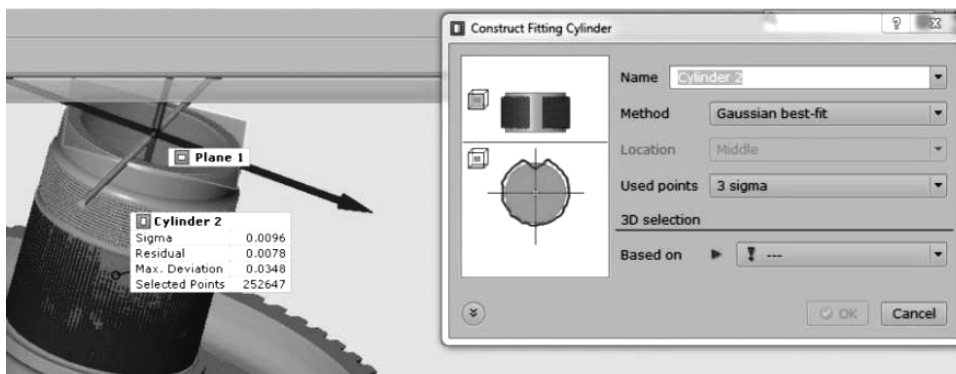 Construct Fitting Cylinder
Name Cylinder 2
Method Gaussian best-fit
Location Middle
Used points 3 sigma
3D selection
Based on ---
OK Cancel
Plane 1
Cylinder 2
Sigma 0.0096
Residual 0.0078
Max. Deviation 0.0348
Selected Points 252647